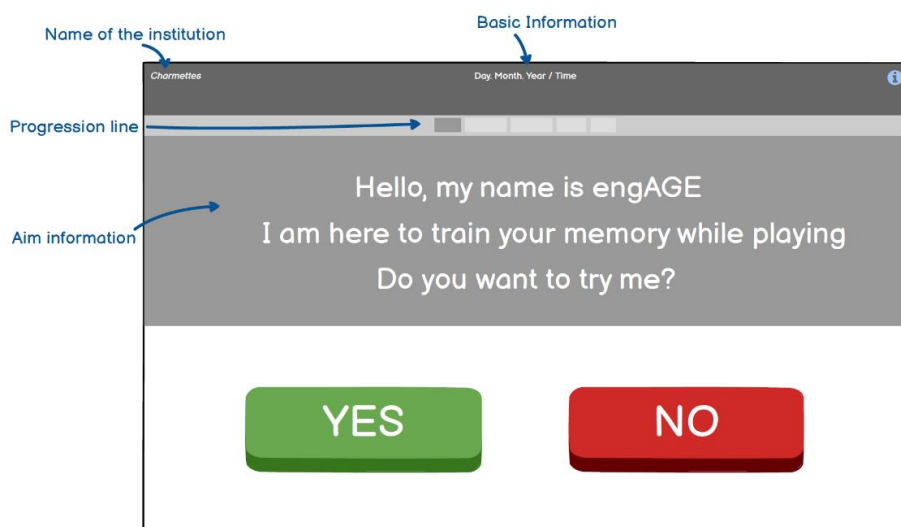 Basic Information
Name of the institution
Charmettes
Day. Month. Year / Time
i
Progression line
Hello, my name is engAGE
I am here to train your memory while playing
Aim information
Do you want to try me?
YES
NO